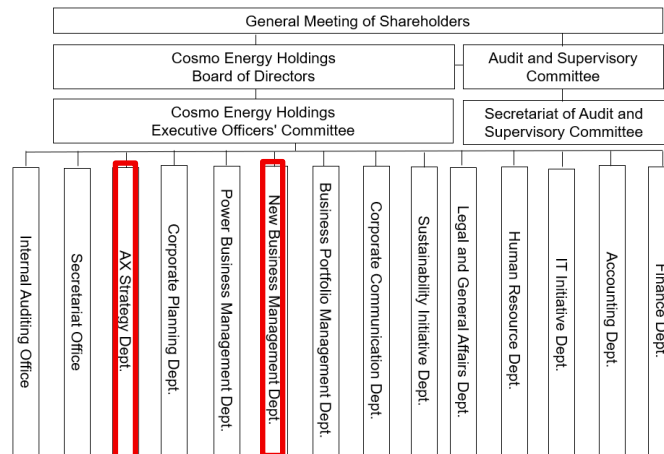 General Meeting of Shareholders
Cosmo Energy Holdings
Board of Directors
Audit and Supervisory
Committee
Cosmo Energy Holdings
Executive Officers' Committee
Secretariat of Audit and
Supervisory Committee
Internal Auditing Office
Secretariat Office
AX Strategy Dept.
Corporate Planning Dept.
Power Business Management Dept.
New Business Management Dept.
Business Portfolio Management Dept.
Corporate Communication Dept.
Sustainability Initiative Dept.
Legal and General Affairs Dept.
Human Resource Dept.
IT Initiative Dept.
Accounting Dept.
Finance Dept.